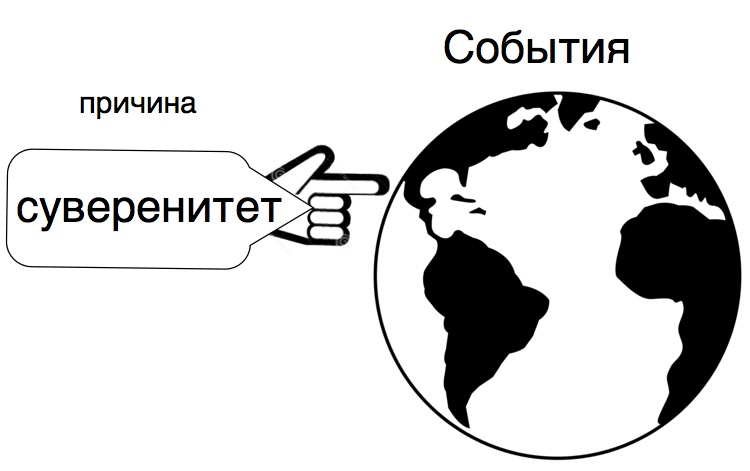 События
причина
суверенитет